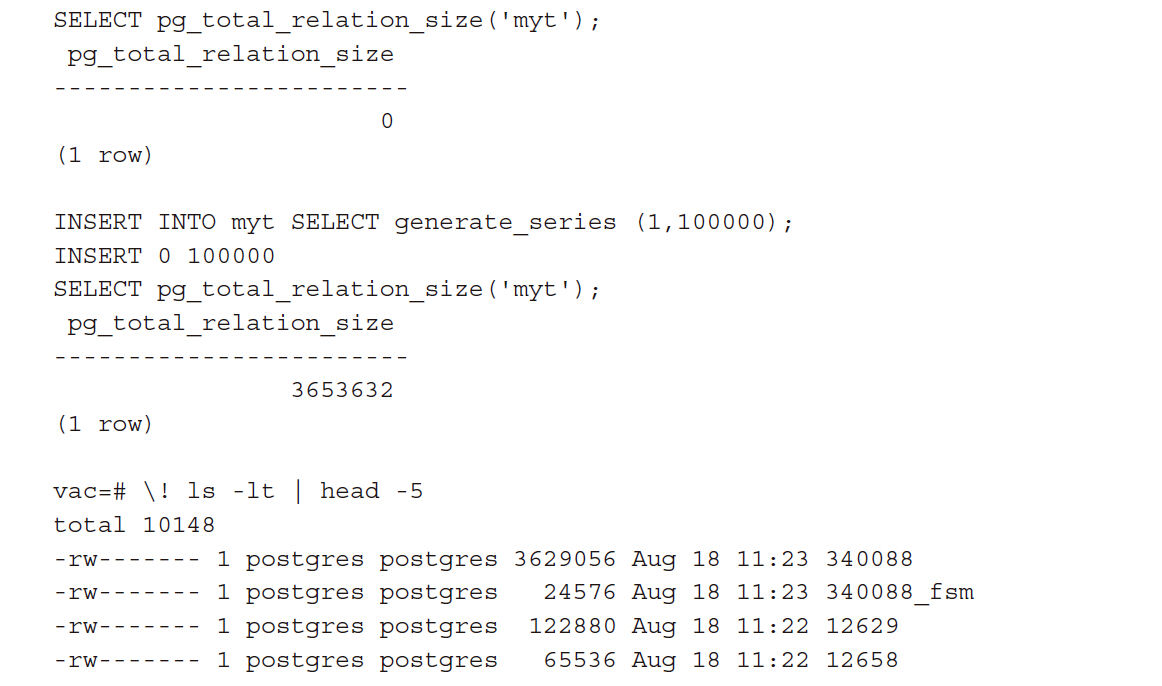 SELECT pg_total_relation_size('myt');
 pg_total_relation_size
------------------------
                      0
(1 row)

INSERT INTO myt SELECT generate_series (1,100000);
INSERT 0 100000
SELECT pg_total_relation_size('myt');
 pg_total_relation_size
------------------------
                3653632
(1 row)

vac=# \! ls -lt | head -5
total 10148
-rw------- 1 postgres postgres 3629056 Aug 18 11:23 340088
-rw------- 1 postgres postgres   24576 Aug 18 11:23 340088_fsm
-rw------- 1 postgres postgres  122880 Aug 18 11:22 12629
-rw------- 1 postgres postgres   65536 Aug 18 11:22 12658